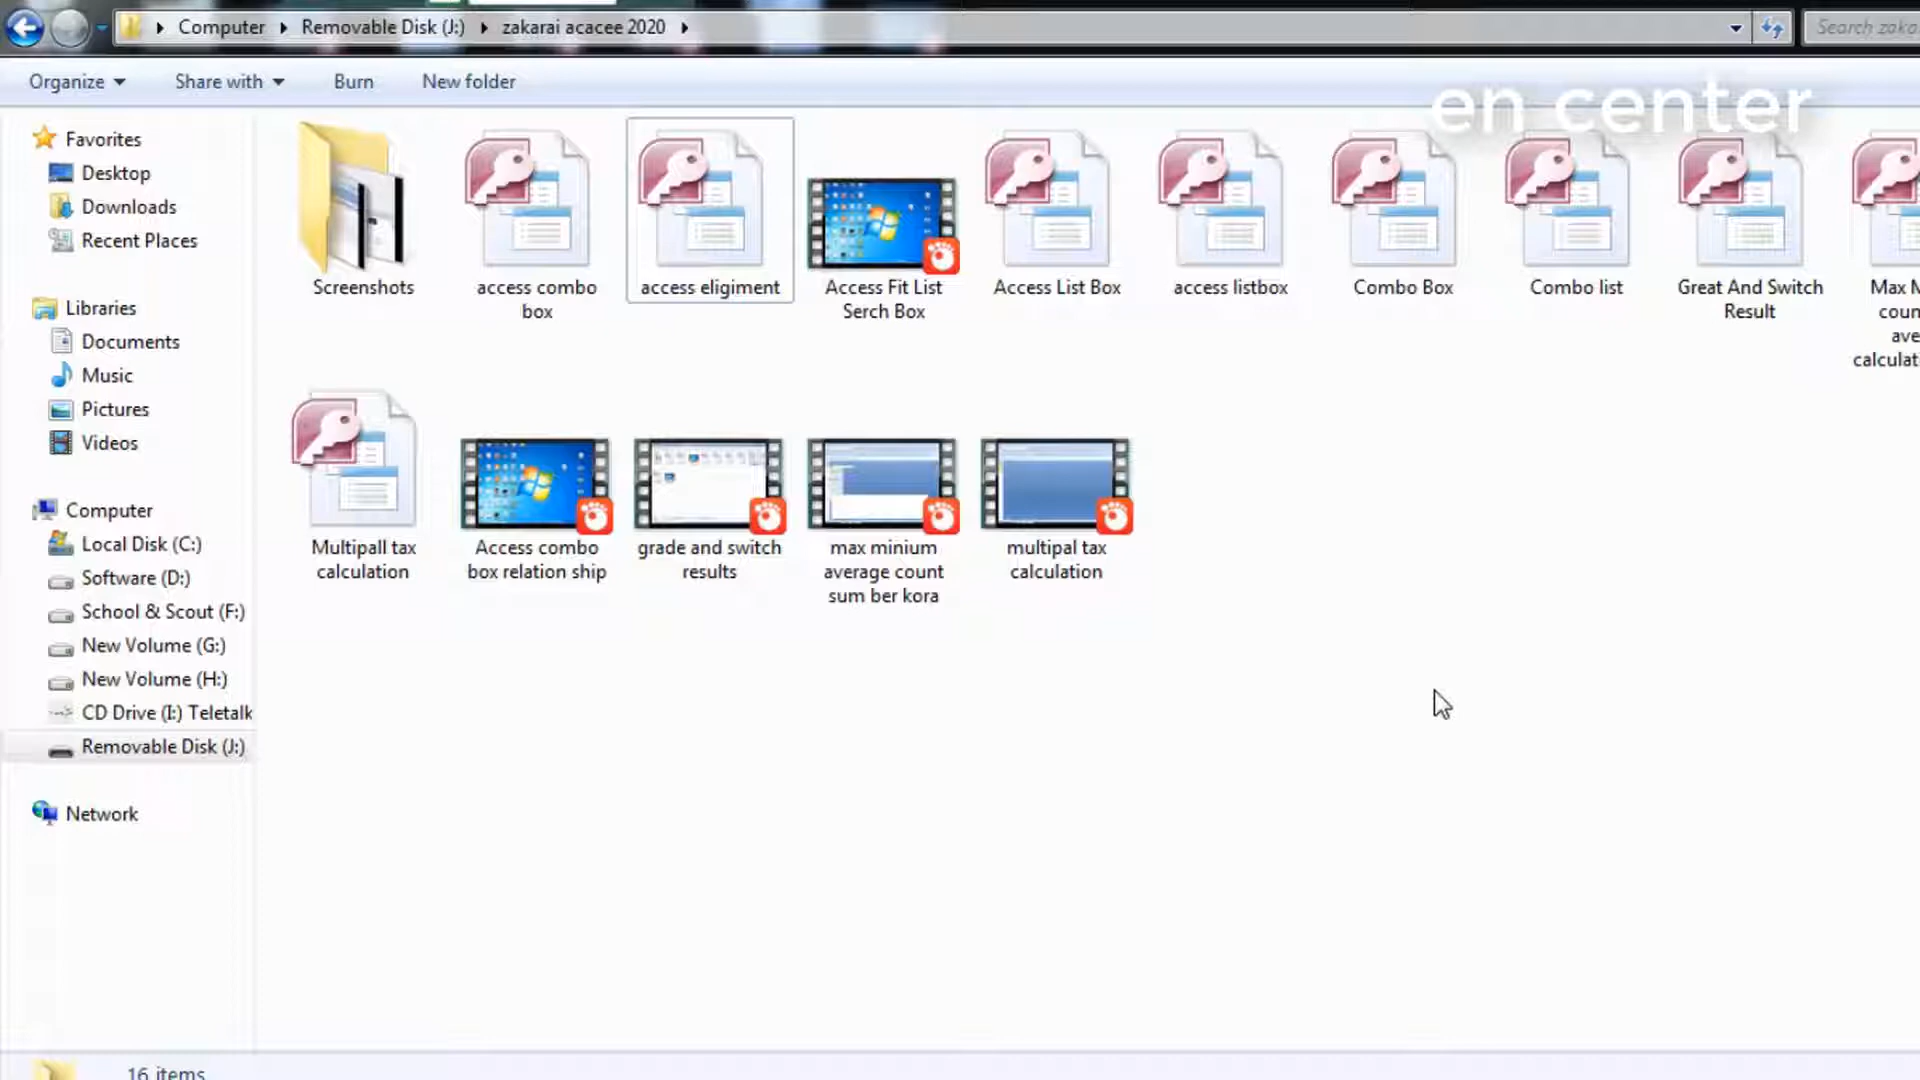 Computer Removable Disk (J:) zakarai acacee 2020
Search
Organize Share with Burn New folder
en center
Favorites
Desktop
Downloads
Recent Places
Libraries
Documents
Music
Pictures
Videos
Computer
Local Disk (C:)
Software (D:)
School & Scout (F:)
New Volume (G:)
New Volume (H:)
CD Drive (I:) Teletalk
Removable Disk (J:)
Network
Screenshots
access combo
box
access eligiment
Access Fit List
Serch Box
Access List Box
access listbox
Combo Box
Combo list
Great And Switch
Result
Max
Multipall tax
calculation
Access combo
box relation ship
grade and switch
results
max minium
average count
sum ber kora
multipal tax
calculation
16 items